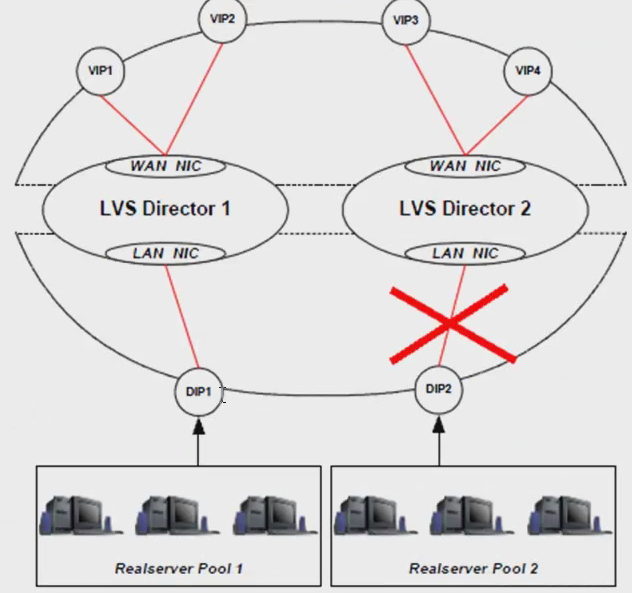 VIP2
VIP3
VIP1
VIP4
WAN NIC
WAN NIC
LVS Director 1
LVS Director 2
LAN NIC
LAN NIC
DIP1
DIP2
Realserver Pool 1
Realserver Pool 2